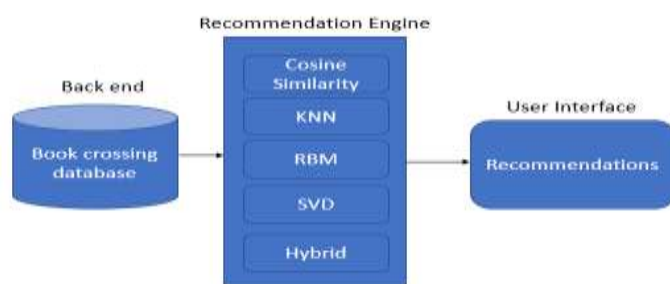 Recommendation Engine
Back end
Book crossing
database
Cosine
Similarity
KNN
RBM
SVD
Hybrid
User Interface
Recommendations